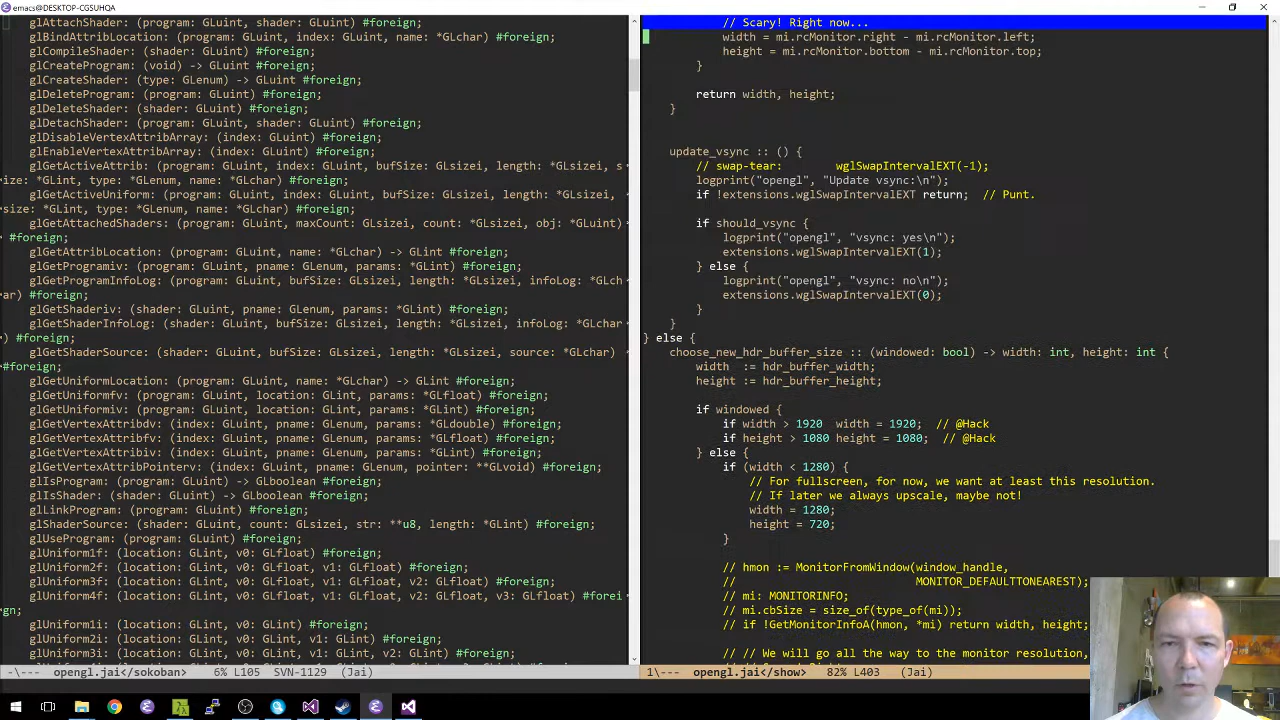 emacs@DESKTOP-CGSUHQA
glAttachShader: (program: GLuint, shader: GLuint) #foreign;
glBindAttribLocation: (program: GLuint, index: GLuint, name: *GLchar) #foreign;
glCompileShader: (shader: GLuint) #foreign;
glCreateProgram: (void) -> GLuint #foreign;
glCreateShader: (type: GLenum) -> GLuint #foreign;
glDeleteProgram: (program: GLuint) #foreign;
glDeleteShader: (shader: GLuint) #foreign;
glDetachShader: (program: GLuint, shader: GLuint) #foreign;
glDisableVertexAttribArray: (index: GLuint) #foreign;
glEnableVertexAttribArray: (index: GLuint) #foreign;
glGetActiveAttrib: (program: GLuint, index: GLuint, bufSize: GLsizei, length: *GLsizei, s
ize: *GLint, type: *GLenum, name: *GLchar) #foreign;
glGetActiveUniform: (program: GLuint, index: GLuint, bufSize: GLsizei, length: *GLsizei,
size: *GLint, type: *GLenum, name: *GLchar) #foreign;
glGetAttachedShaders: (program: GLuint, maxCount: GLsizei, count: *GLsizei, obj: *GLuint)
#foreign;
glGetAttribLocation: (program: GLuint, name: *GLchar) -> GLint #foreign;
glGetProgramiv: (program: GLuint, pname: GLenum, params: *GLint) #foreign;
glGetProgramInfoLog: (program: GLuint, bufSize: GLsizei, length: *GLsizei, infoLog: *GLch
ar) #foreign;
glGetShaderiv: (shader: GLuint, pname: GLenum, params: *GLint) #foreign;
glGetShaderInfoLog: (shader: GLuint, bufSize: GLsizei, length: *GLsizei, infoLog: *GLchar
) #foreign;
glGetShaderSource: (shader: GLuint, bufSize: GLsizei, length: *GLsizei, source: *GLchar)
#foreign;
glGetUniformLocation: (program: GLuint, name: *GLchar) -> GLint #foreign;
glGetUniformfv: (program: GLuint, location: GLint, params: *GLfloat) #foreign;
glGetUniformiv: (program: GLuint, location: GLint, params: *GLint) #foreign;
glGetVertexAttribdv: (index: GLuint, pname: GLenum, params: *GLdouble) #foreign;
glGetVertexAttribfv: (index: GLuint, pname: GLenum, params: *GLfloat) #foreign;
glGetVertexAttribiv: (index: GLuint, pname: GLenum, params: *GLint) #foreign;
glGetVertexAttribPointerv: (index: GLuint, pname: GLenum, pointer: **GLvoid) #foreign;
glIsProgram: (program: GLuint) -> GLboolean #foreign;
glIsShader: (shader: GLuint) -> GLboolean #foreign;
glLinkProgram: (program: GLuint) #foreign;
glShaderSource: (shader: GLuint, count: GLsizei, str: **u8, length: *GLint) #foreign;
glUseProgram: (program: GLuint) #foreign;
glUniform1f: (location: GLint, v0: GLfloat) #foreign;
glUniform2f: (location: GLint, v0: GLfloat, v1: GLfloat) #foreign;
glUniform3f: (location: GLint, v0: GLfloat, v1: GLfloat, v2: GLfloat) #foreign;
glUniform4f: (location: GLint, v0: GLfloat, v1: GLfloat, v2: GLfloat, v3: GLfloat) #forei
gn;
glUniform1i: (location: GLint, v0: GLint) #foreign;
glUniform2i: (location: GLint, v0: GLint, v1: GLint) #foreign;
-\--- opengl.jai<sokoban> 6% L105 SVN-1129 (Jai)
// Scary! Right now...
width = mi.rcMonitor.right - mi.rcMonitor.left;
height = mi.rcMonitor.bottom - mi.rcMonitor.top;
}
return width, height;
}
update_vsync :: () {
// swap-tear: wglSwapIntervalEXT(-1);
logprint("opengl", "Update vsync:\n");
if !extensions.wglSwapIntervalEXT return; // Punt.
if should_vsync {
logprint("opengl", "vsync: yes\n");
extensions.wglSwapIntervalEXT(1);
} else {
logprint("opengl", "vsync: no\n");
extensions.wglSwapIntervalEXT(0);
}
}
} else {
choose_new_hdr_buffer_size :: (windowed: bool) -> width: int, height: int {
width := hdr_buffer_width;
height := hdr_buffer_height;
if windowed {
if width > 1920 width = 1920; // @Hack
if height > 1080 height = 1080; // @Hack
} else {
if (width < 1280) {
// For fullscreen, for now, we want at least this resolution.
// If later we always upscale, maybe not!
width = 1280;
height = 720;
}
// hmon := MonitorFromWindow(window_handle,
// MONITOR_DEFAULTTONEAREST);
// mi: MONITORINFO;
// mi.cbSize = size_of(type_of(mi));
// if !GetMonitorInfoA(hmon, *mi) return width, height;
// // We will go all the way to the monitor resolution,
1\--- opengl.jai</show> 82% L403 (Jai)